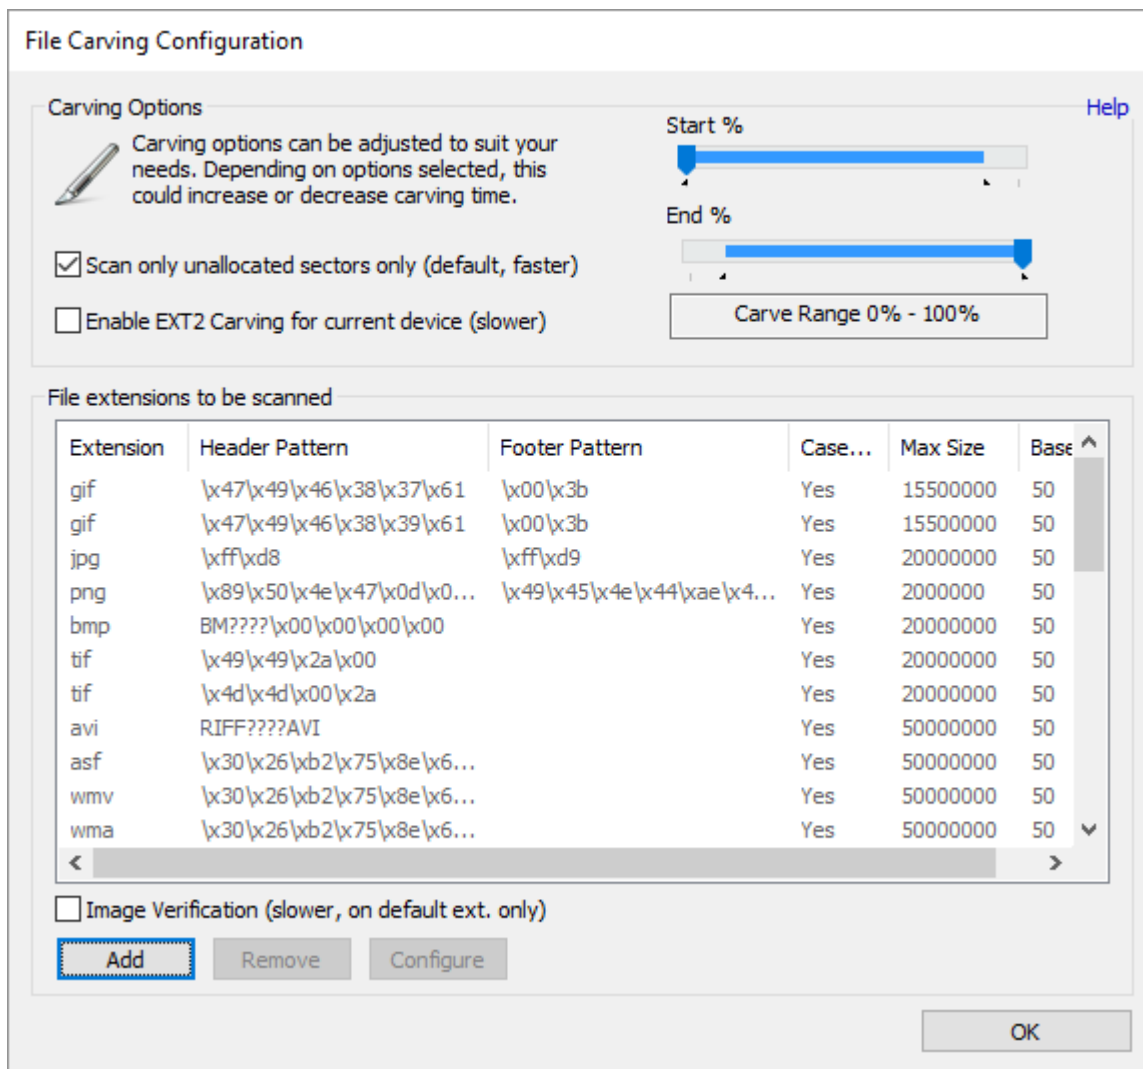 File Carving Configuration
Carving Options
Help
Carving options can be adjusted to suit your
needs. Depending on options selected, this
could increase or decrease carving time.
Start %
End %
Scan only unallocated sectors only (default, faster)
Enable EXT2 Carving for current device (slower)
Carve Range 0% - 100%
File extensions to be scanned
Extension Header Pattern Footer Pattern Case... Max Size Base
gif \x47\x49\x46\x38\x37\x61 \x00\x3b Yes 15500000 50
gif \x47\x49\x46\x38\x39\x61 \x00\x3b Yes 15500000 50
jpg \xff\xd8 \xff\xd9 Yes 20000000 50
png \x89\x50\x4e\x47\x0d\x0... \x49\x45\x4e\x44\xae\x4... Yes 2000000 50
bmp BM????\x00\x00\x00\x00 Yes 20000000 50
tif \x49\x49\x2a\x00 Yes 20000000 50
tif \x4d\x4d\x00\x2a Yes 20000000 50
avi RIFF????AVI Yes 50000000 50
asf \x30\x26\xb2\x75\x8e\x6... Yes 50000000 50
wmv \x30\x26\xb2\x75\x8e\x6... Yes 50000000 50
wma \x30\x26\xb2\x75\x8e\x6... Yes 50000000 50
Image Verification (slower, on default ext. only)
Add Remove Configure
OK